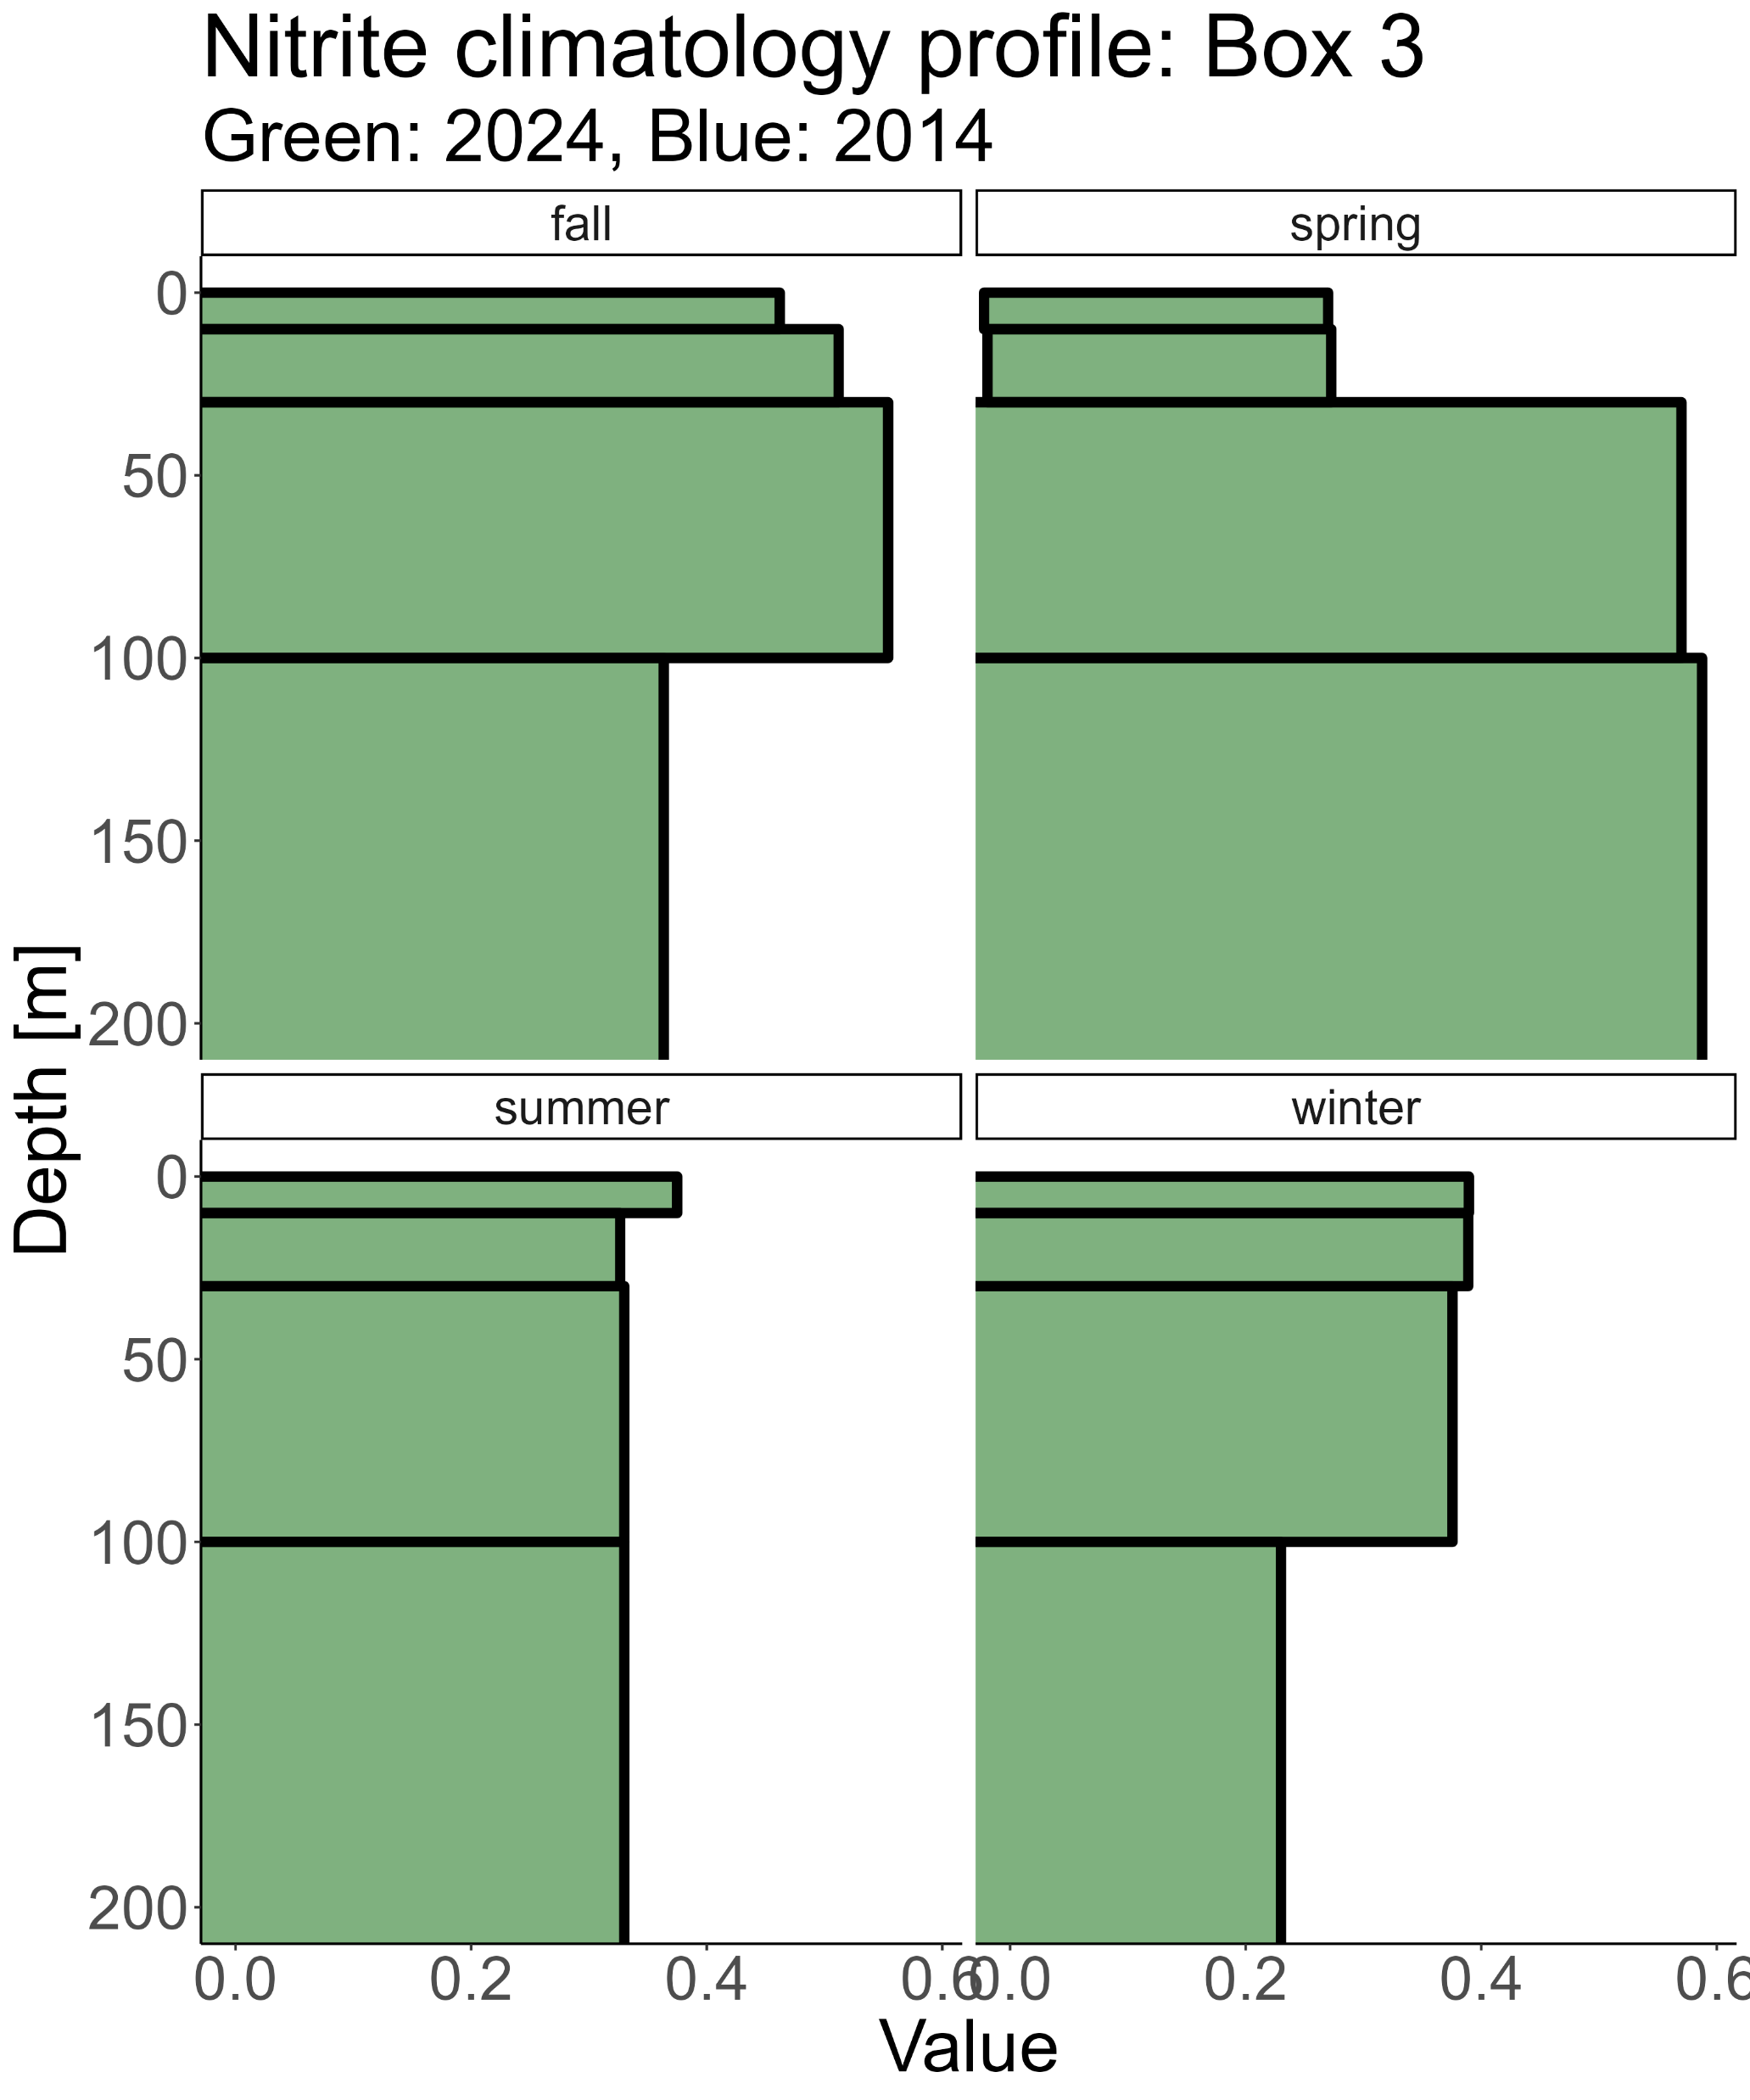 Nitrite climatology profile: Box 3
Green: 2024, Blue: 2014
fall
spring
0
50
100
150
200
Depth [m]
summer
winter
0
50
100
150
200
0.0 0.2 0.4 0.6 0.0 0.2 0.4 0.6
Value